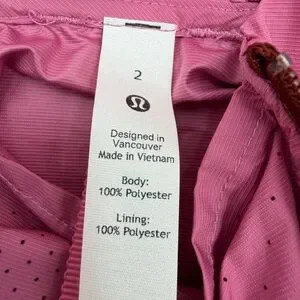 2
Designed in
Vancouver
Made in Vietnam
Body:
100% Polyester
Lining:
100% Polyester